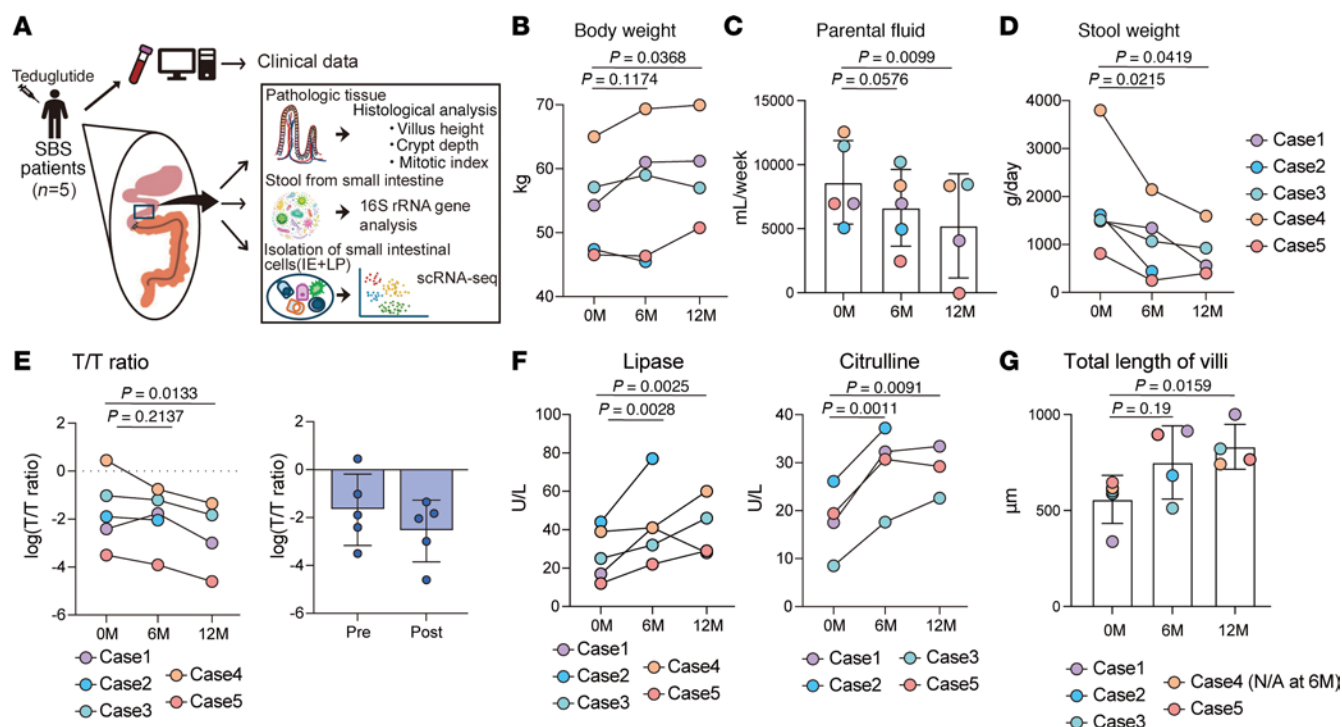 A
Teduglutide
SBS
patients
(n=5)
Clinical data
Pathologic tissue
Histological analysis
• Villus height
• Crypt depth
• Mitotic index
Stool from small intestine
16S rRNA gene
analysis
Isolation of small intestinal
cells(IE+LP)
scRNA-seq
B
Body weight
P = 0.0368
P = 0.1174
kg
70
60
50
40
0M 6M 12M
C
Parental fluid
P = 0.0099
P = 0.0576
mL/week
15000
10000
5000
0
0M 6M 12M
D
Stool weight
P = 0.0419
P = 0.0215
g/day
4000
3000
2000
1000
0
0M 6M 12M
Case1
Case2
Case3
Case4
Case5
E
T/T ratio
P = 0.0133
P = 0.2137
log(T/T ratio)
2
0
-2
-4
-6
0M 6M 12M
Case1
Case2
Case3
Case4
Case5
log(T/T ratio)
2
0
-2
-4
-6
Pre Post
F
Lipase
P = 0.0025
P = 0.0028
U/L
100
80
60
40
20
0
0M 6M 12M
Case1
Case2
Case3
Case4
Case5
Citrulline
P = 0.0091
P = 0.0011
U/L
40
30
20
10
0
0M 6M 12M
Case1
Case2
Case3
Case5
G
Total length of villi
P = 0.0159
P = 0.19
µm
1000
500
0
0M 6M 12M
Case1
Case2
Case3
Case4 (N/A at 6M)
Case5